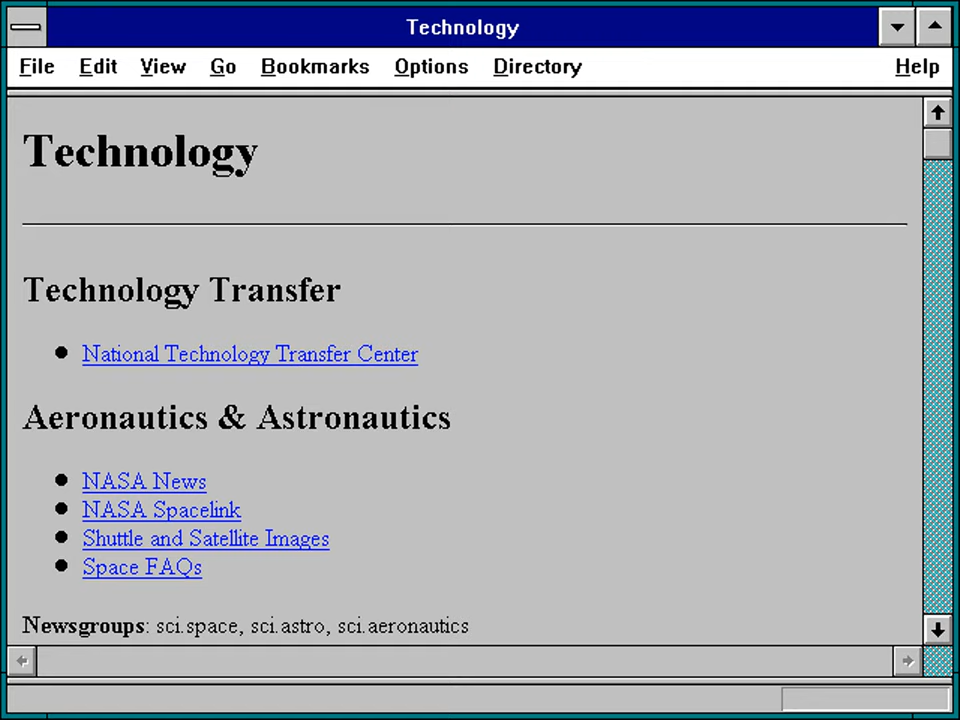 Technology
File Edit View Go Bookmarks Options Directory Help
Technology
Technology Transfer
National Technology Transfer Center
Aeronautics & Astronautics
NASA News
NASA Spacelink
Shuttle and Satellite Images
Space FAQs
Newsgroups: sci.space, sci.astro, sci.aeronautics